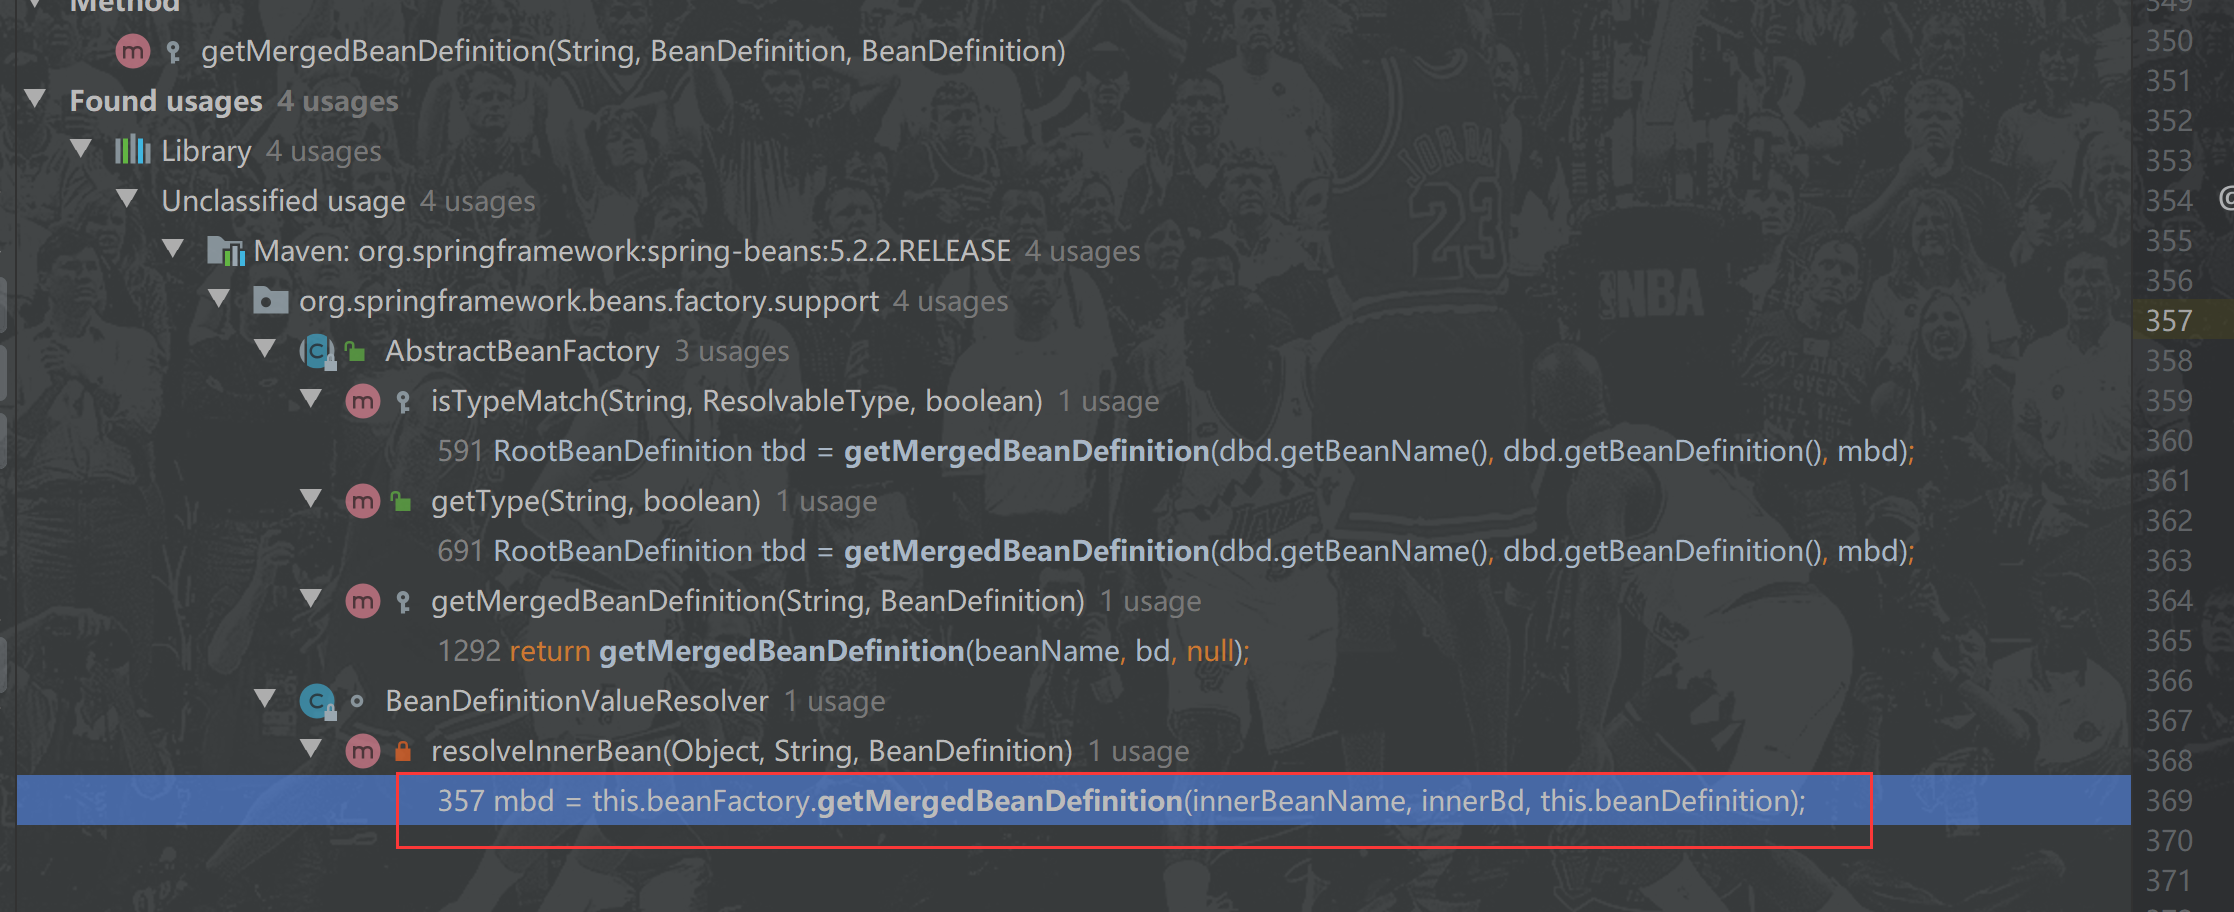 Method
getMergedBeanDefinition(String, BeanDefinition, BeanDefinition)
Found usages 4 usages
Library 4 usages
Unclassified usage 4 usages
Maven: org.springframework:spring-beans:5.2.2.RELEASE 4 usages
org.springframework.beans.factory.support 4 usages
AbstractBeanFactory 3 usages
isTypeMatch(String, ResolvableType, boolean) 1 usage
591 RootBeanDefinition tbd = getMergedBeanDefinition(dbd.getBeanName(), dbd.getBeanDefinition(), mbd);
getType(String, boolean) 1 usage
691 RootBeanDefinition tbd = getMergedBeanDefinition(dbd.getBeanName(), dbd.getBeanDefinition(), mbd);
getMergedBeanDefinition(String, BeanDefinition) 1 usage
1292 return getMergedBeanDefinition(beanName, bd, null);
BeanDefinitionValueResolver 1 usage
resolveInnerBean(Object, String, BeanDefinition) 1 usage
357 mbd = this.beanFactory.getMergedBeanDefinition(innerBeanName, innerBd, this.beanDefinition);
349
350
351
352
353
354
355
356
357
358
359
360
361
362
363
364
365
366
367
368
369
370
371
23
NBA